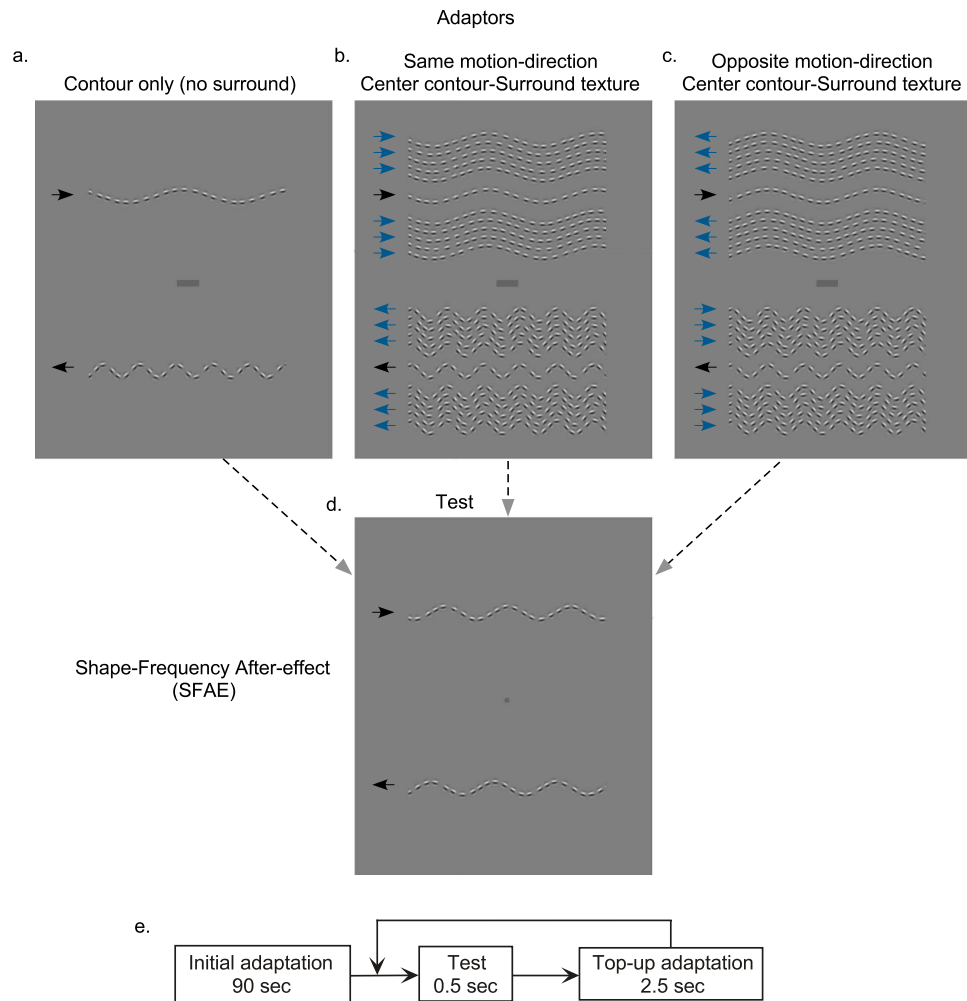 Adaptors
a.
Contour only (no surround)
b.
Same motion-direction
Center contour-Surround texture
c.
Opposite motion-direction
Center contour-Surround texture
d.
Test
Shape-Frequency After-effect
(SFAE)
e.
Initial adaptation
90 sec
Test
0.5 sec
Top-up adaptation
2.5 sec